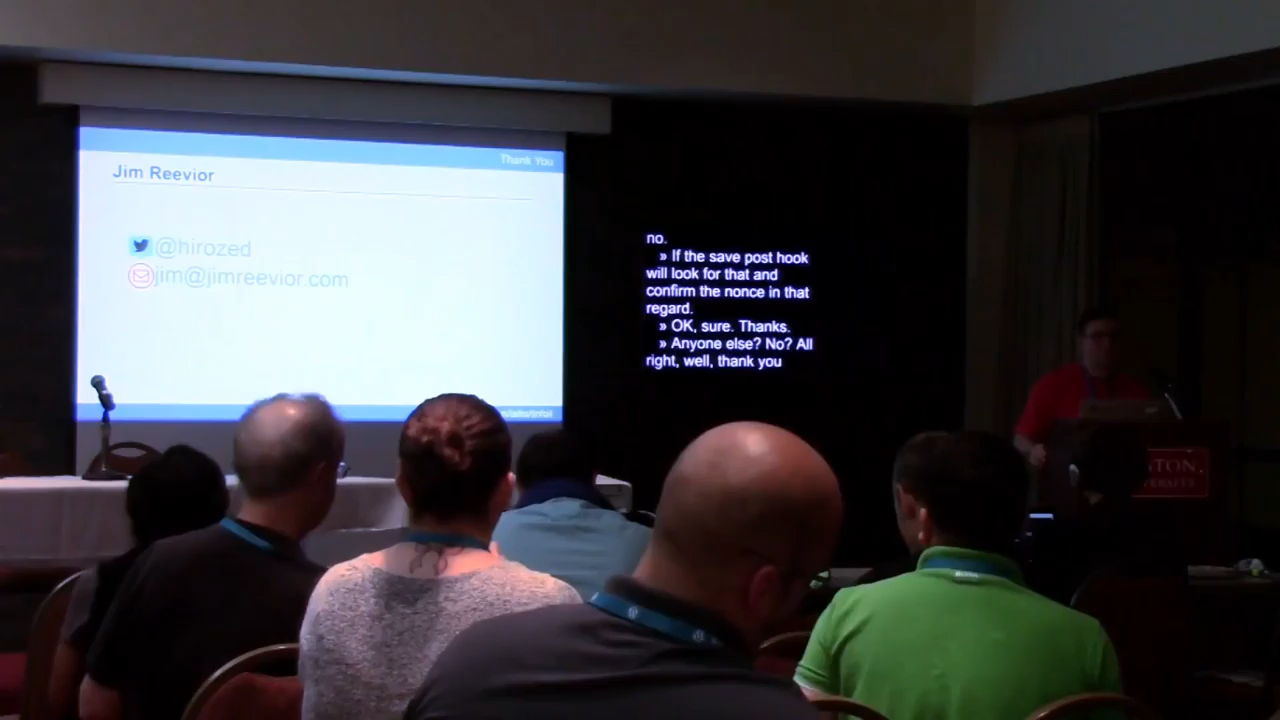 Thank You
Jim Reevior
@hirozed
jim@jimreevior.com
no.
» If the save post hook
will look for that and
confirm the nonce in that
regard.
» OK, sure. Thanks.
» Anyone else? No? All
right, well, thank you
STON